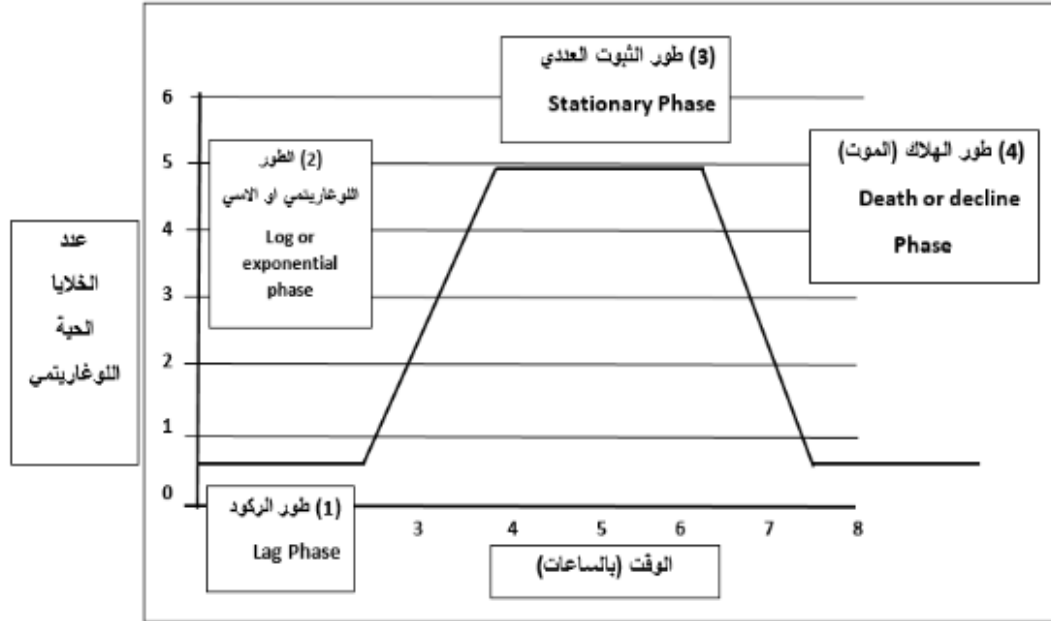 (3) طور الثبوت العددي
Stationary Phase
6
5
4
3
2
1
0
(2) الطور
اللوغاريتمي او الاسي
Log or
exponential
phase
(4) طور الهلاك (الموت)
Death or decline
Phase
عدد
الخلايا
الحية
اللوغاريتمي
(1) طور الركود
Lag Phase
3 4 5 6 7 8
الوقت (بالساعات)